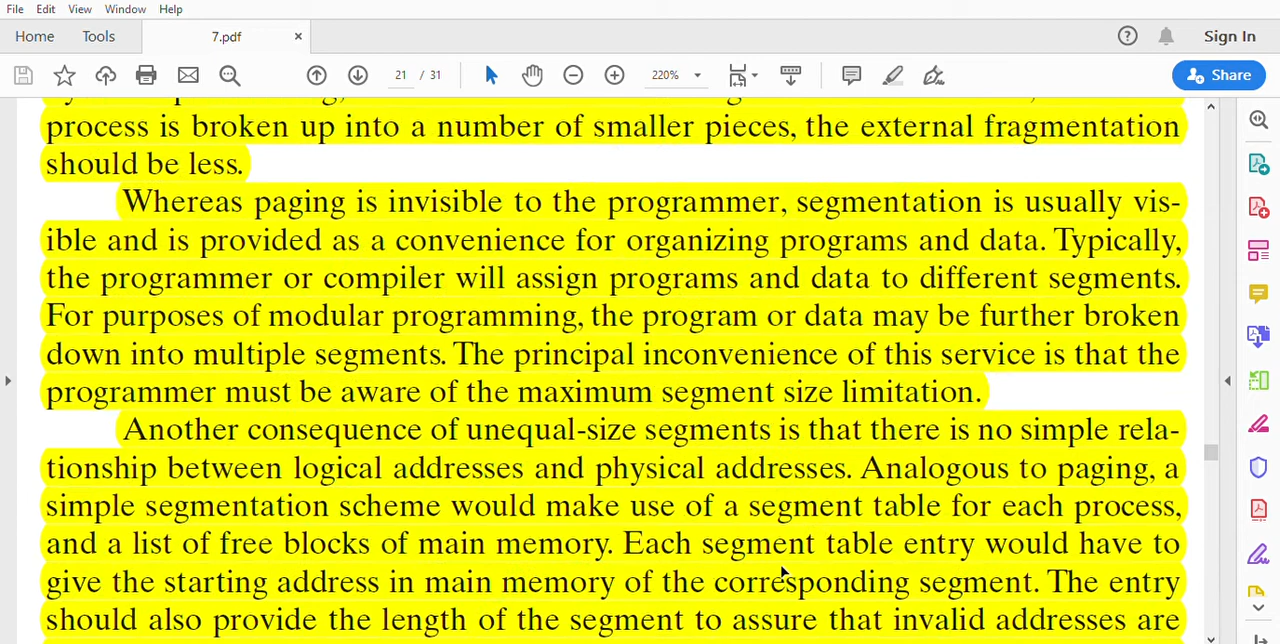 File Edit View Window Help
Home Tools 7.pdf × Sign In
21 / 31 220% Share
process is broken up into a number of smaller pieces, the external fragmentation
should be less.
Whereas paging is invisible to the programmer, segmentation is usually vis-
ible and is provided as a convenience for organizing programs and data. Typically,
the programmer or compiler will assign programs and data to different segments.
For purposes of modular programming, the program or data may be further broken
down into multiple segments. The principal inconvenience of this service is that the
programmer must be aware of the maximum segment size limitation.
Another consequence of unequal-size segments is that there is no simple rela-
tionship between logical addresses and physical addresses. Analogous to paging, a
simple segmentation scheme would make use of a segment table for each process,
and a list of free blocks of main memory. Each segment table entry would have to
give the starting address in main memory of the corresponding segment. The entry
should also provide the length of the segment to assure that invalid addresses are